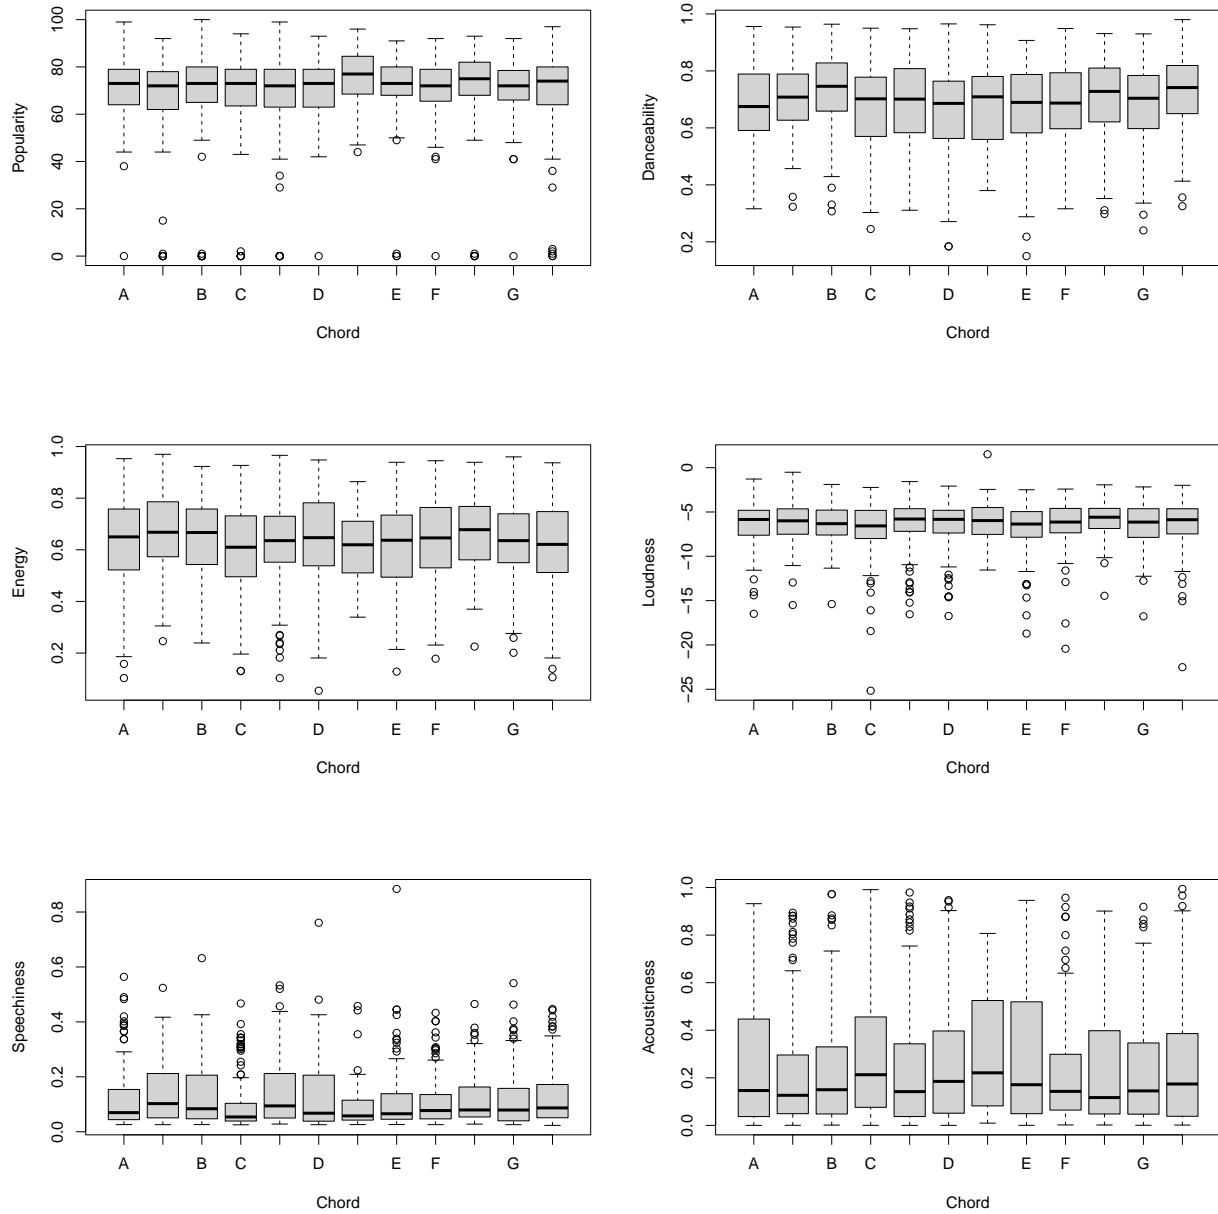 Popularity
0 20 40 60 80 100
A B C D E F G
Chord
Danceability
0.2 0.4 0.6 0.8 1.0
A B C D E F G
Chord
Energy
0.2 0.4 0.6 0.8 1.0
A B C D E F G
Chord
Loudness
−25 −20 −15 −10 −5 0
A B C D E F G
Chord
Speechiness
0.0 0.2 0.4 0.6 0.8
A B C D E F G
Chord
Acousticness
0.0 0.2 0.4 0.6 0.8 1.0
A B C D E F G
Chord